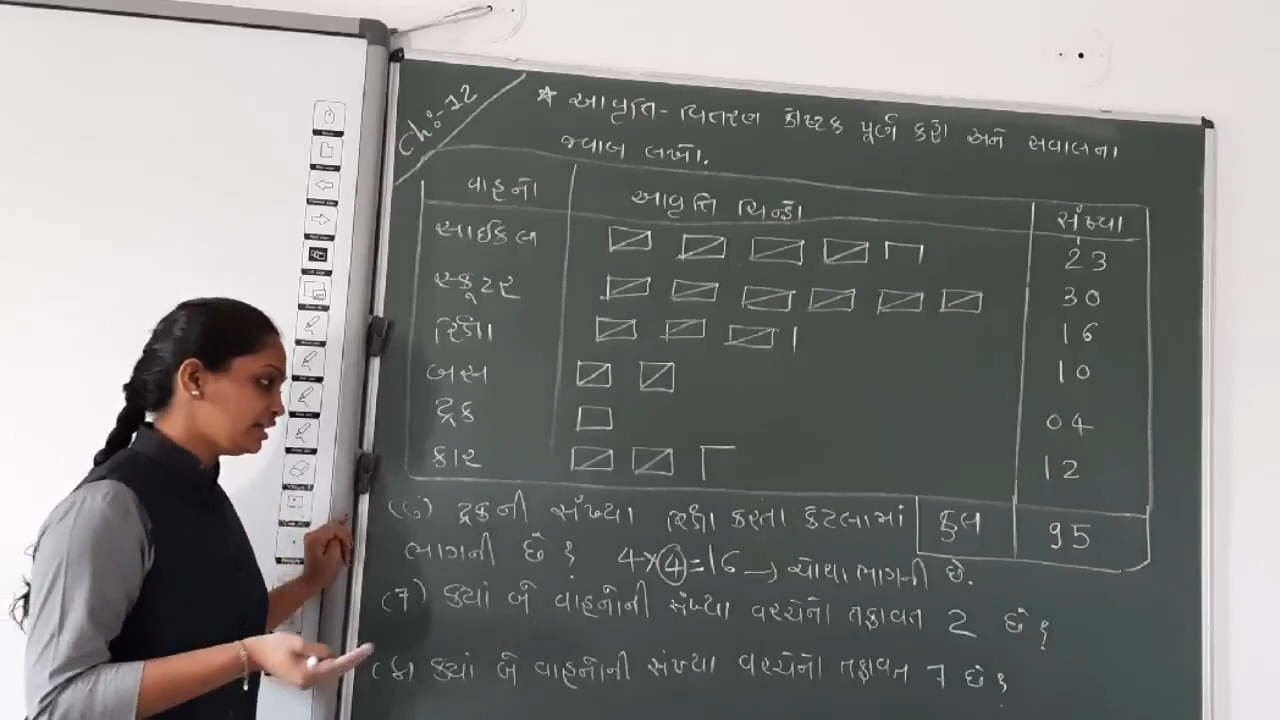 Ch:-12
* આવૃત્તિ-વિતરણ કોષ્ટક પૂર્ણ કરો અને સવાલના
જવાબ લખો.
વાહનો આવૃત્તિ ચિન્હો સંખ્યા
સાઇકલ 23
સ્કૂટર 30
રિક્ષા 16
બસ 10
ટ્રક 04
કાર 12
કુલ 95
(6) ટ્રકની સંખ્યા રિક્ષા કરતા કેટલામાં
ભાગની છે ? 4×4=16 → ચોથા ભાગની છે.
(7) ક્યાં બે વાહનોની સંખ્યા વચ્ચેનો તફાવત 2 છે ?
ક્યાં બે વાહનોની સંખ્યા વચ્ચેનો તફાવત 7 છે ?